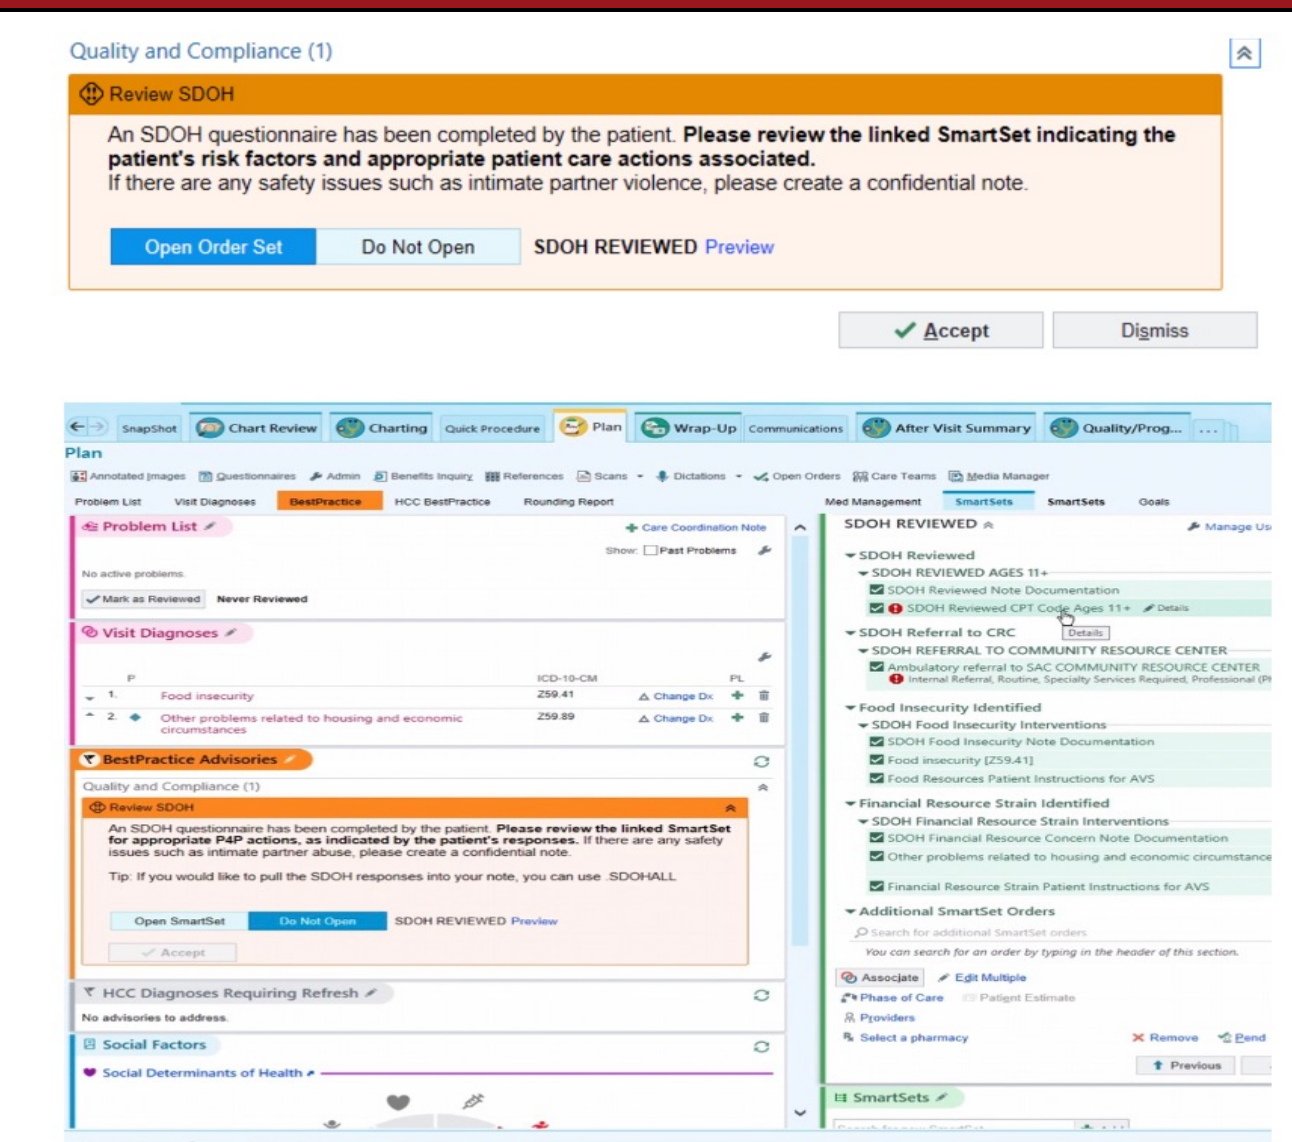 Quality and Compliance (1)
Review SDOH
An SDOH questionnaire has been completed by the patient. Please review the linked SmartSet indicating the
patient's risk factors and appropriate patient care actions associated.
If there are any safety issues such as intimate partner violence, please create a confidential note.
Open Order Set Do Not Open SDOH REVIEWED Preview
Accept Dismiss
SnapShot Chart Review Charting Quick Procedure Plan Wrap-Up Communications After Visit Summary Quality/Prog... ...
Plan
Annotated Images Questionnaires Admin Benefits Inquiry References Scans Dictations Open Orders Care Teams Media Manager
Problem List Visit Diagnoses BestPractice HCC BestPractice Rounding Report
Problem List
Care Coordination Note
Show: Past Problems
No active problems.
Mark as Reviewed Never Reviewed
Visit Diagnoses
P ICD-10-CM PL
1. Food insecurity Z59.41 Change Dx
2. Other problems related to housing and economic Z59.89 Change Dx
circumstances
BestPractice Advisories
Quality and Compliance (1)
Review SDOH
An SDOH questionnaire has been completed by the patient. Please review the linked SmartSet
for appropriate P4P actions, as indicated by the patient's responses. If there are any safety
issues such as intimate partner abuse, please create a confidential note.
Tip: If you would like to pull the SDOH responses into your note, you can use .SDOHALL
Open SmartSet Do Not Open SDOH REVIEWED Preview
Accept
HCC Diagnoses Requiring Refresh
No advisories to address.
Social Factors
Social Determinants of Health
Med Management SmartSets SmartSets Goals
SDOH REVIEWED Manage
SDOH Reviewed
SDOH REVIEWED AGES 11+
SDOH Reviewed Note Documentation
SDOH Reviewed CPT Code Ages 11+ Details
SDOH Referral to CRC Details
SDOH REFERRAL TO COMMUNITY RESOURCE CENTER
Ambulatory referral to SAC COMMUNITY RESOURCE CENTER
Internal Referral, Routine, Specialty Services Required, Professional
Food Insecurity Identified
SDOH Food Insecurity Interventions
SDOH Food Insecurity Note Documentation
Food insecurity [Z59.41]
Food Resources Patient Instructions for AVS
Financial Resource Strain Identified
SDOH Financial Resource Strain Interventions
SDOH Financial Resource Concern Note Documentation
Other problems related to housing and economic circumstance
Financial Resource Strain Patient Instructions for AVS
Additional SmartSet Orders
Search for additional SmartSet orders
You can search for an order by typing in the header of this section.
Associate Edit Multiple
Phase of Care Patient Estimate
Providers
Select a pharmacy Remove Pend
Previous
SmartSets